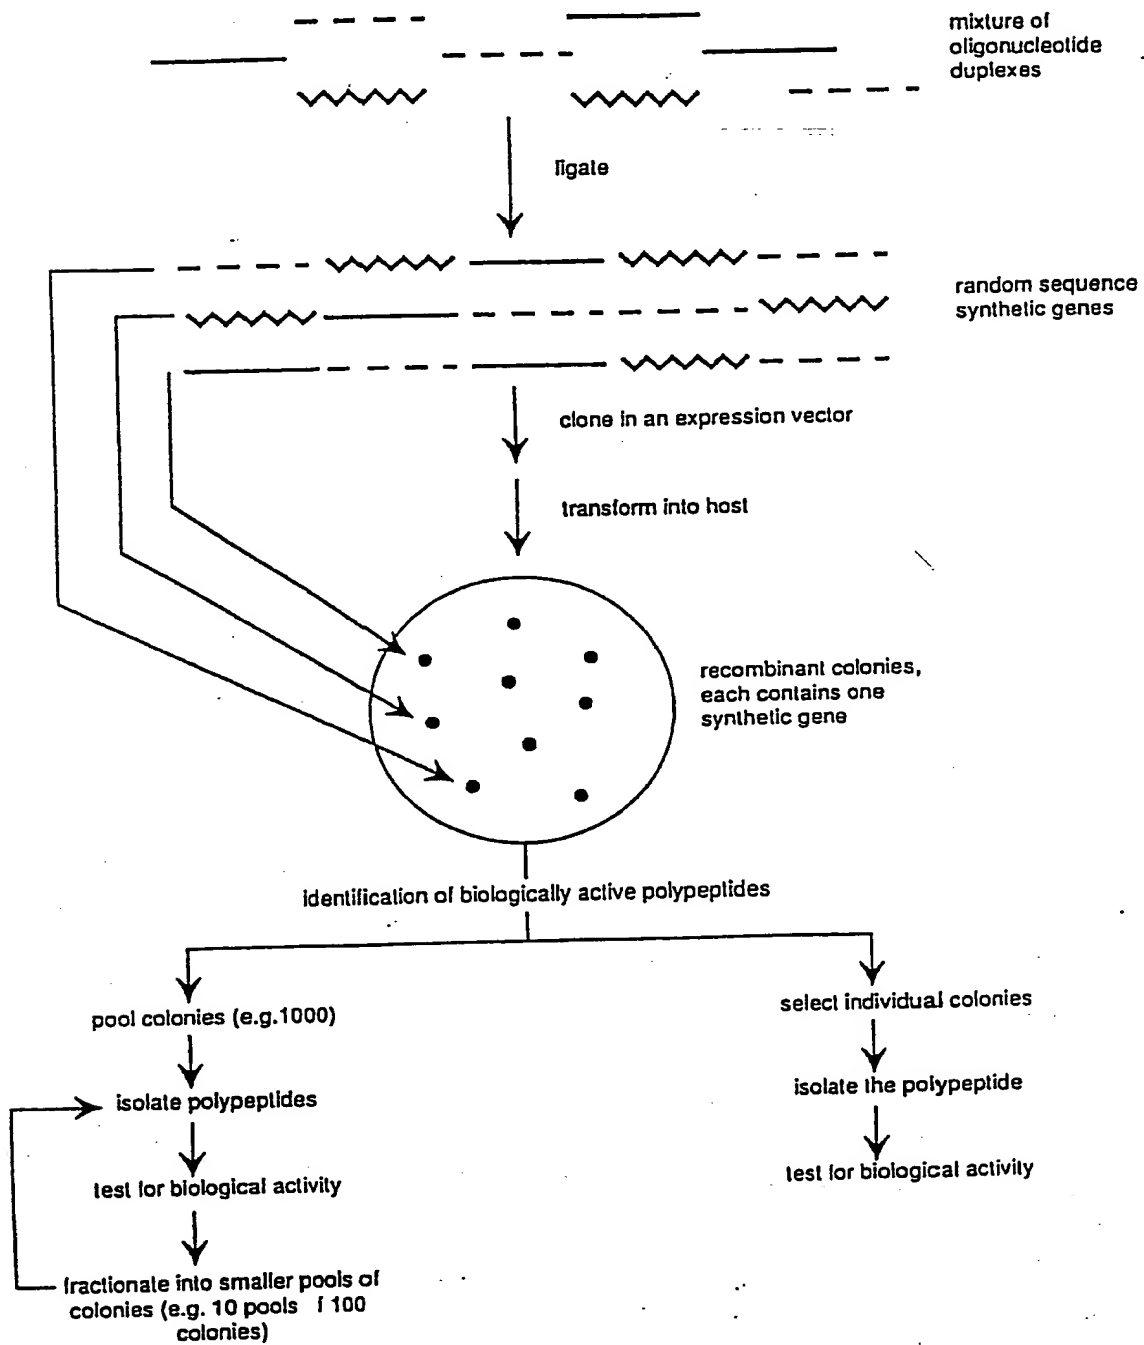 mixture of
oligonucleotide
duplexes
ligate
random sequence
synthetic genes
clone in an expression vector
transform into host
recombinant colonies,
each contains one
synthetic gene
identification of biologically active polypeptides
pool colonies (e.g.1000)
isolate polypeptides
test for biological activity
fractionate into smaller pools of
colonies (e.g. 10 pools f 100
colonies)
select individual colonies
isolate the polypeptide
test for biological activity